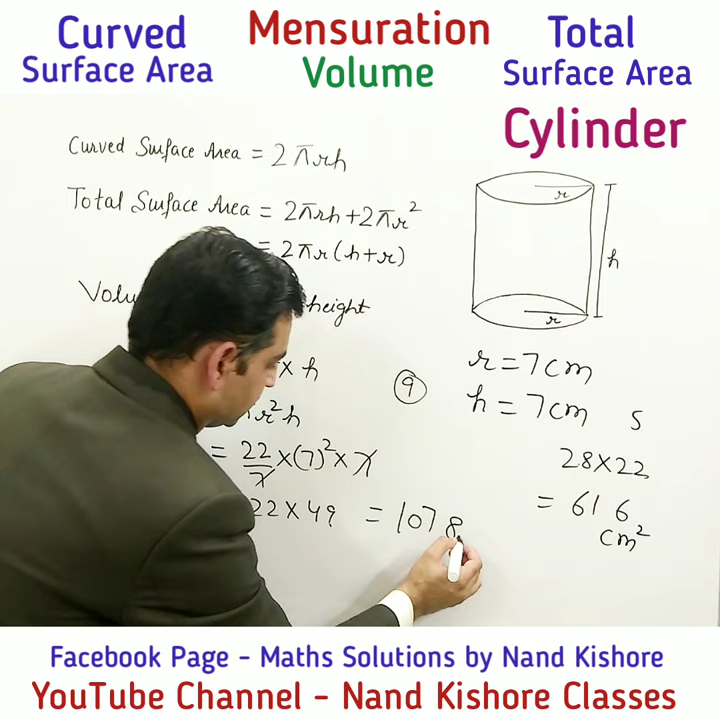 Curved
Surface Area
Mensuration
Volume
Total
Surface Area
Cylinder
Curved Surface Area = 2πrh
Total Surface Area = 2πrh + 2πr²
= 2πr(h+r)
height
r
h
r
× h
r²h
= 22/7 × (7)² × 7
22 × 49 = 1078
9
r = 7cm
h = 7cm
28×22
= 616
cm²
Facebook Page - Maths Solutions by Nand Kishore
YouTube Channel - Nand Kishore Classes